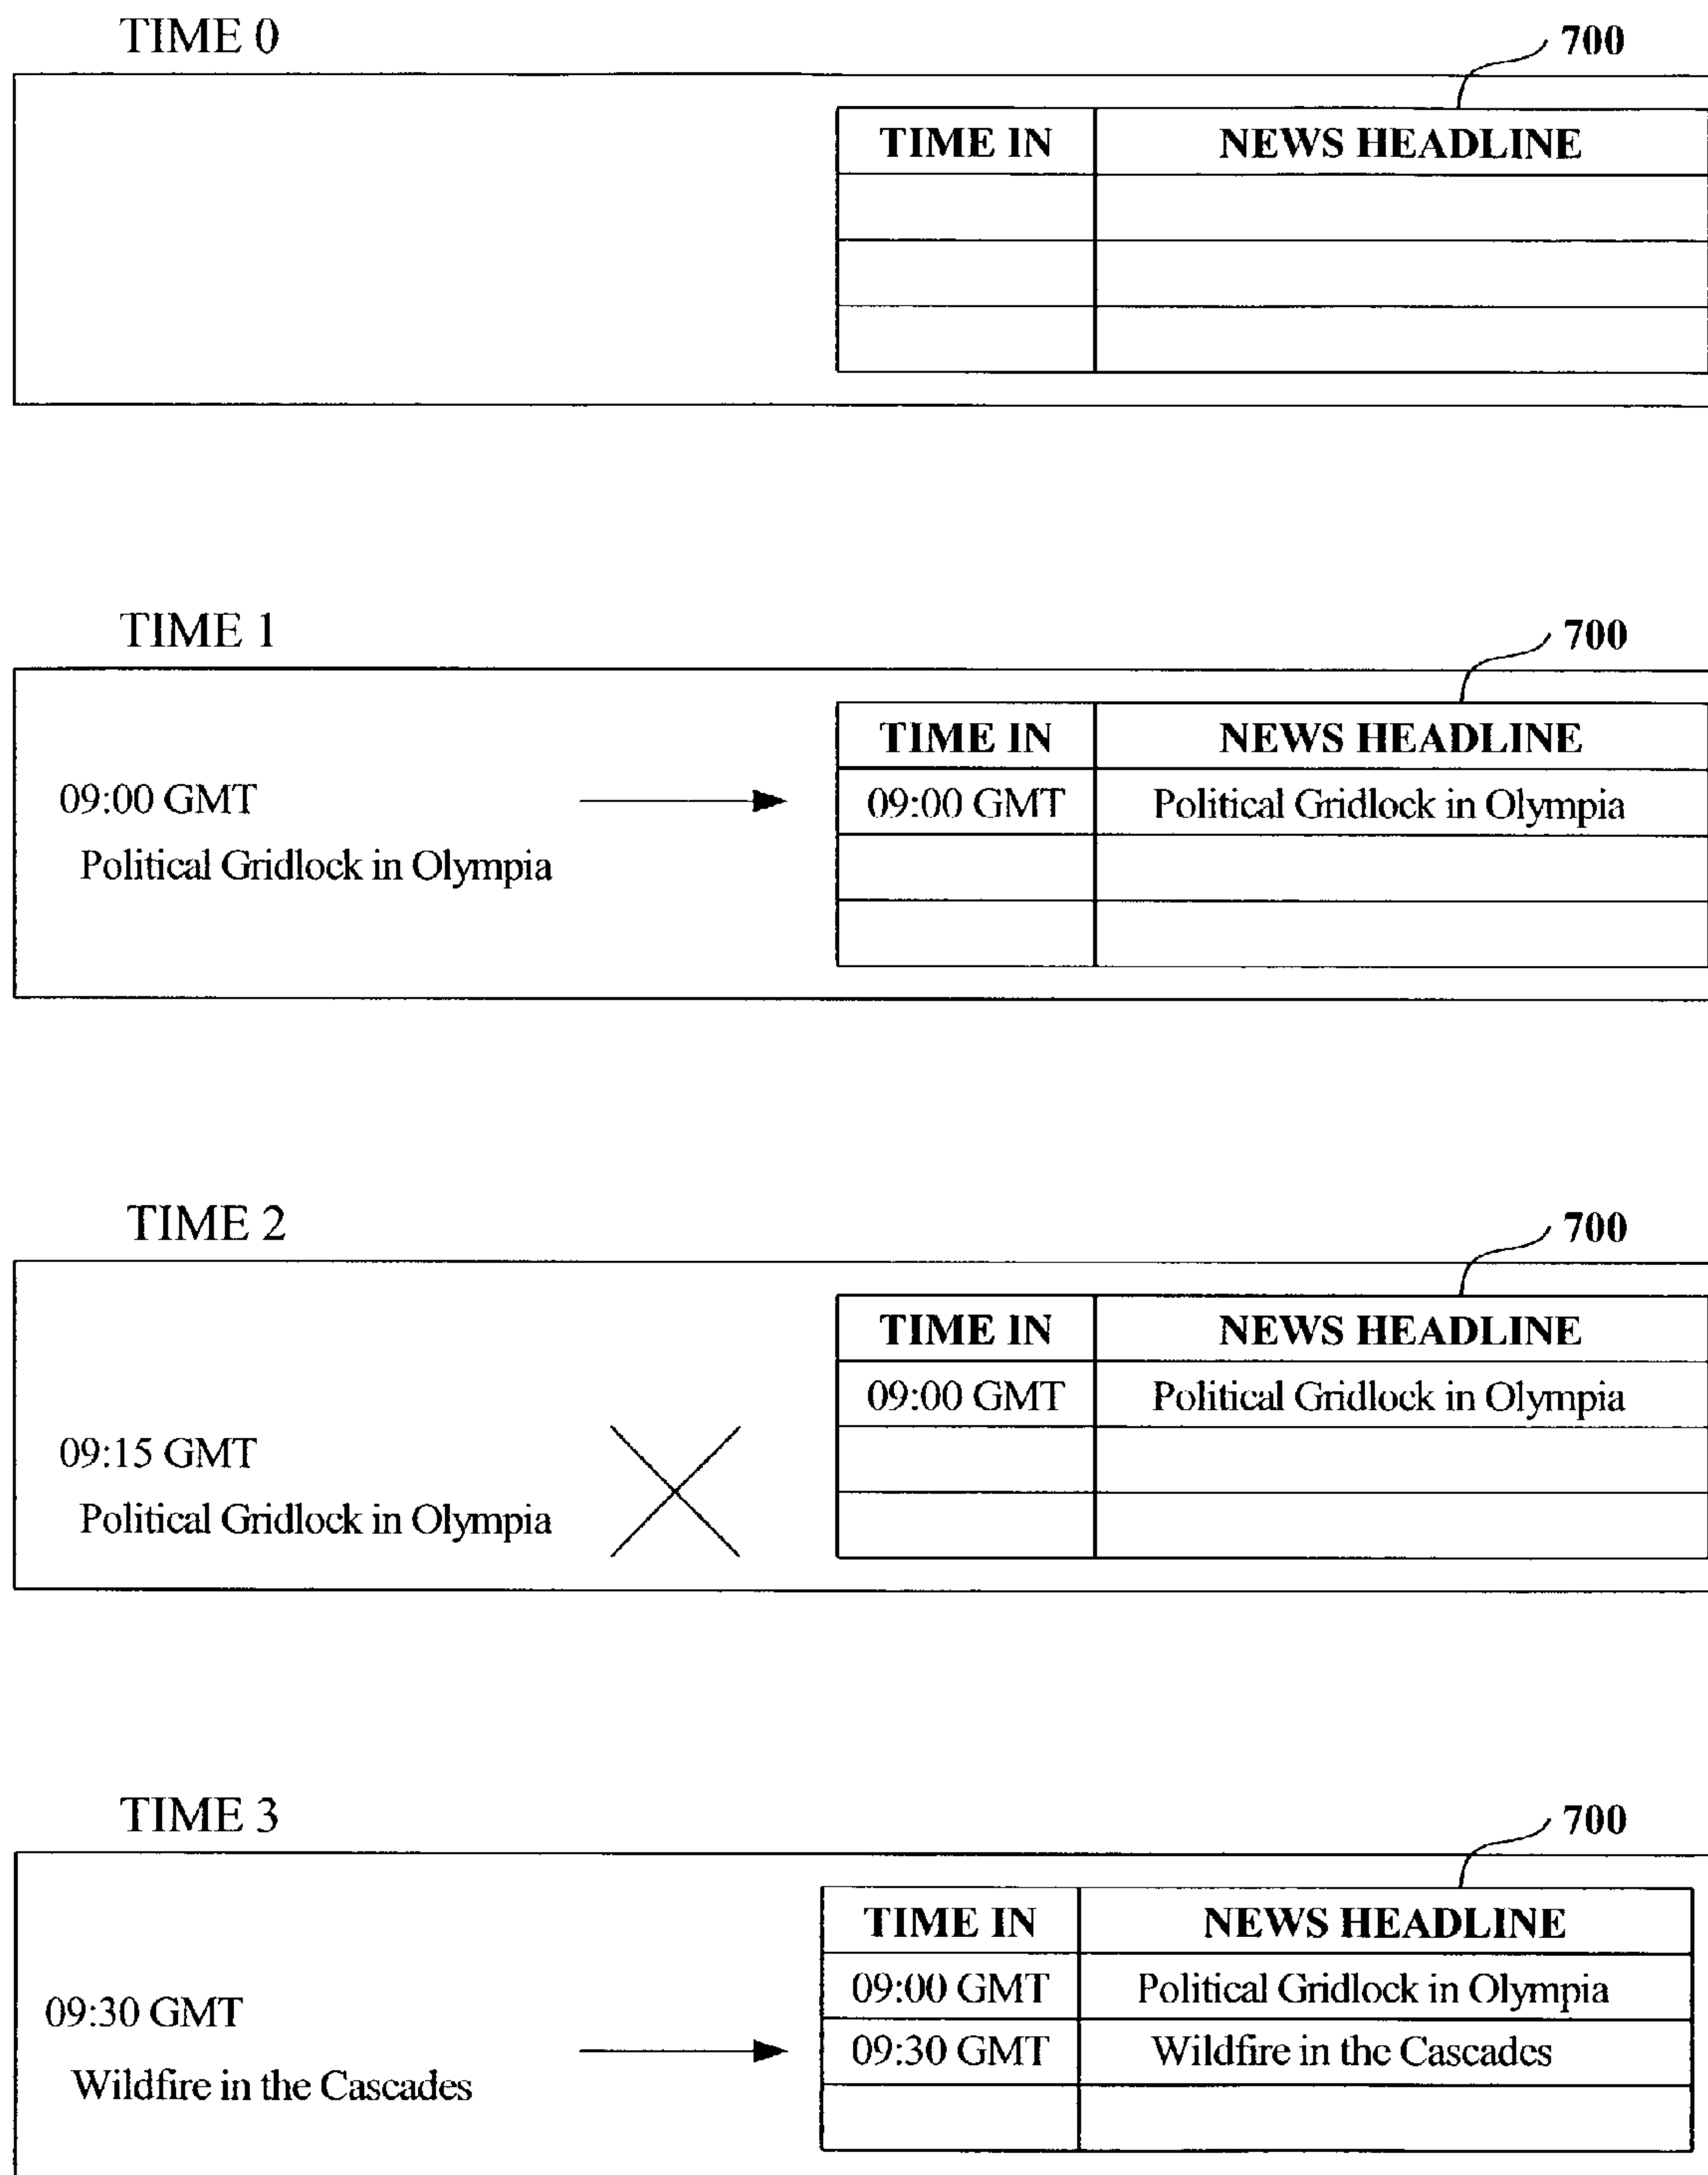 TIME 0
700
TIME IN NEWS HEADLINE
TIME 1
700
TIME IN NEWS HEADLINE
09:00 GMT
Political Gridlock in Olympia
09:00 GMT Political Gridlock in Olympia
TIME 2
700
TIME IN NEWS HEADLINE
09:00 GMT Political Gridlock in Olympia
09:15 GMT
Political Gridlock in Olympia
TIME 3
700
TIME IN NEWS HEADLINE
09:00 GMT Political Gridlock in Olympia
09:30 GMT
Wildfire in the Cascades
09:30 GMT Wildfire in the Cascades